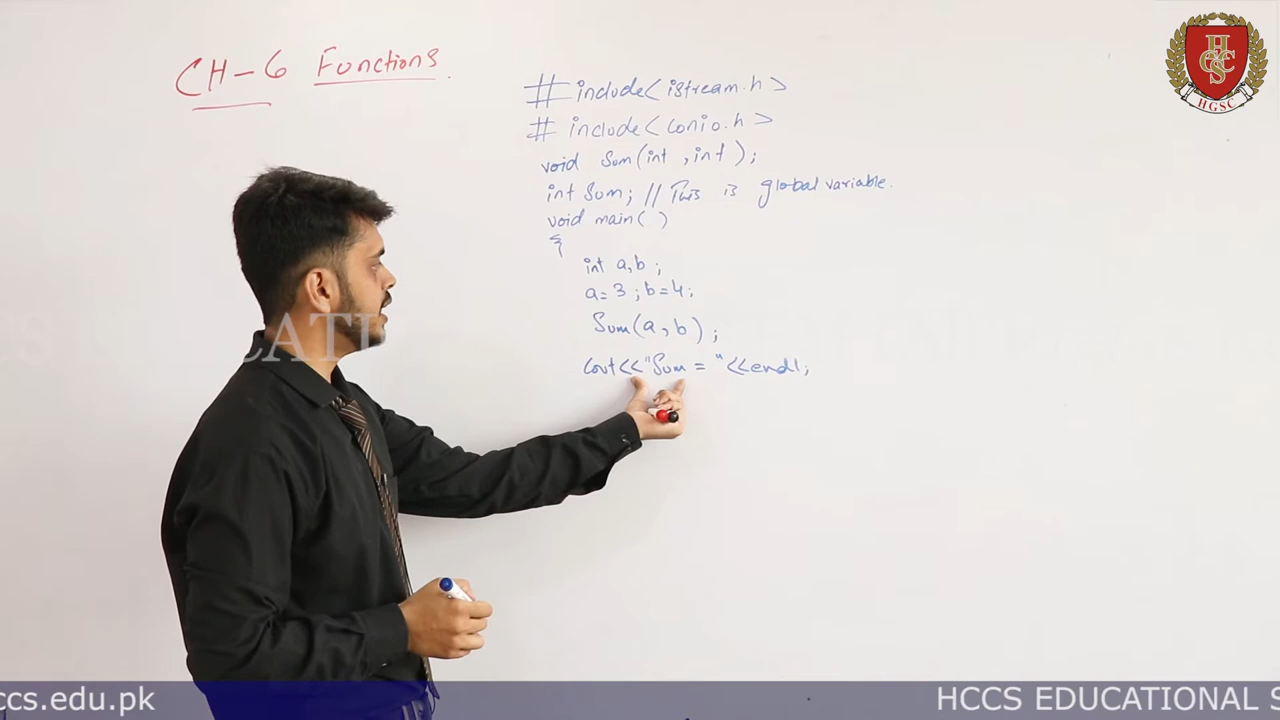 CH-6 Functions.
#include<istream.h>
#include<conio.h>
void Sum(int ,int);
int Sum; // This is global variable.
void main( )
{
int a,b ;
a=3 ;b=4;
Sum(a,b) ;
Cout<<"Sum = "<<endl;
HGSC
ccs.edu.pk
HCCS EDUCATIONAL S